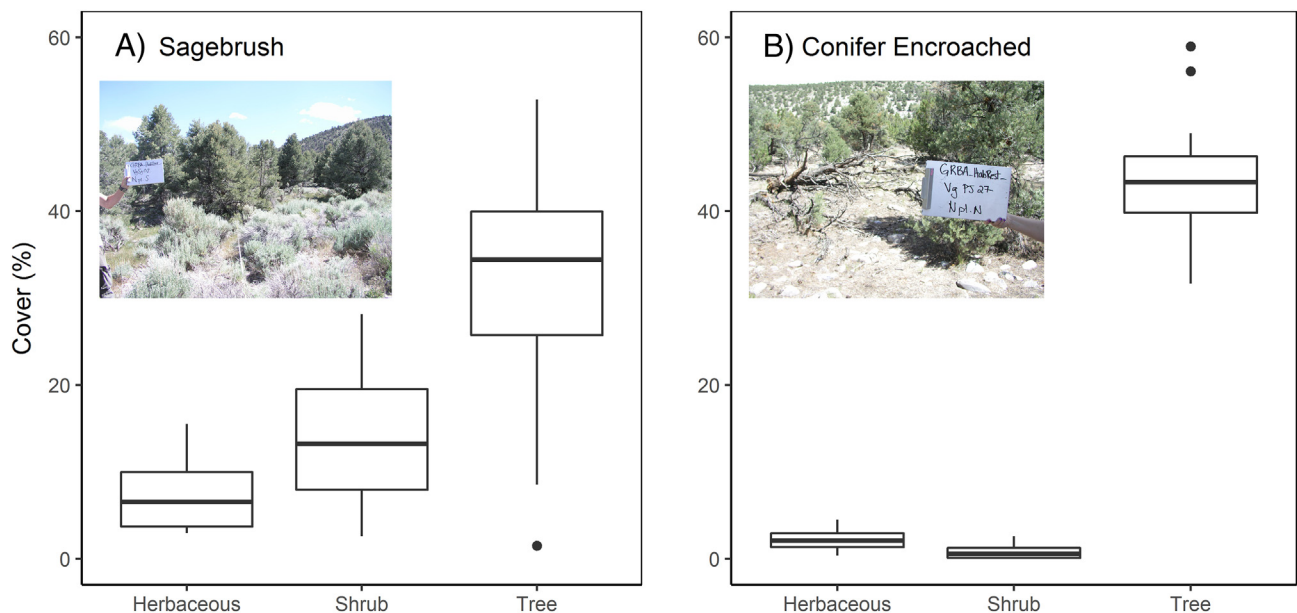 A) Sagebrush
B) Conifer Encroached
Cover (%)
60
40
20
0
Herbaceous
Shrub
Tree
GRBA_HabRest_
Vg PJ 27
N pl. N
60
40
20
0
Herbaceous
Shrub
Tree